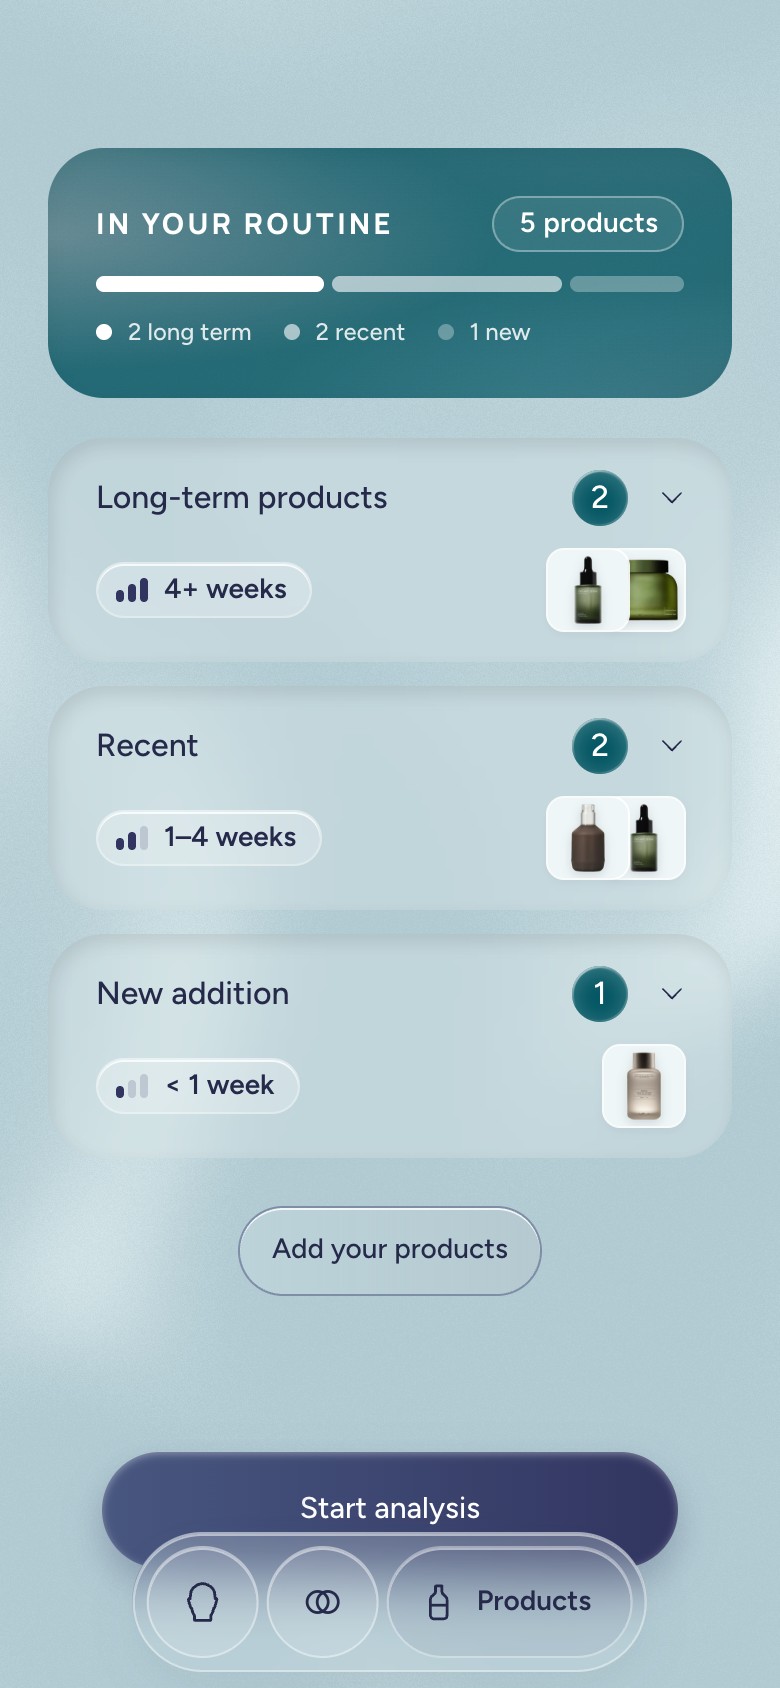 IN YOUR ROUTINE
5 products
2 long term
2 recent
1 new
Long-term products
2
4+ weeks
Recent
2
1–4 weeks
New addition
1
< 1 week
Add your products
Start analysis
Products